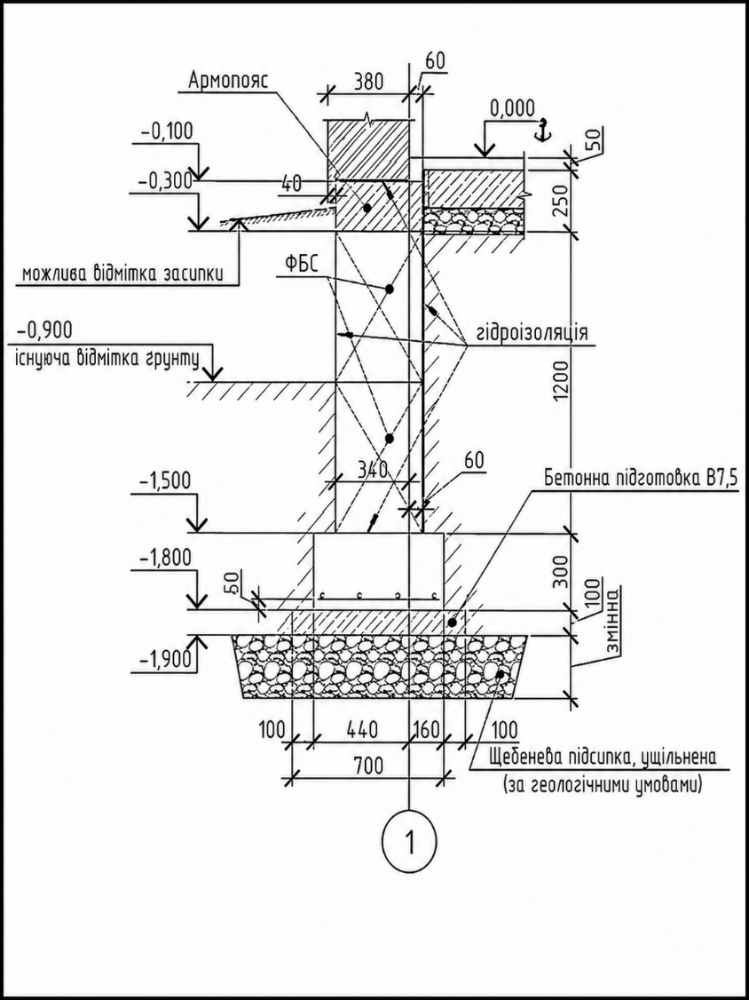 60
Армопояс
380
0,000
50
-0,100
-0,300
40
250
можлива відмітка засипки
ФБС
гідроізоляція
-0,900
існуюча відмітка грунту
1200
340
60
-1,500
Бетонна підготовка В7,5
-1,800
50
300
100
змінна
-1,900
100
440
160
100
700
Щебенева підсипка, ущільнена
(за геологічними умовами)
1